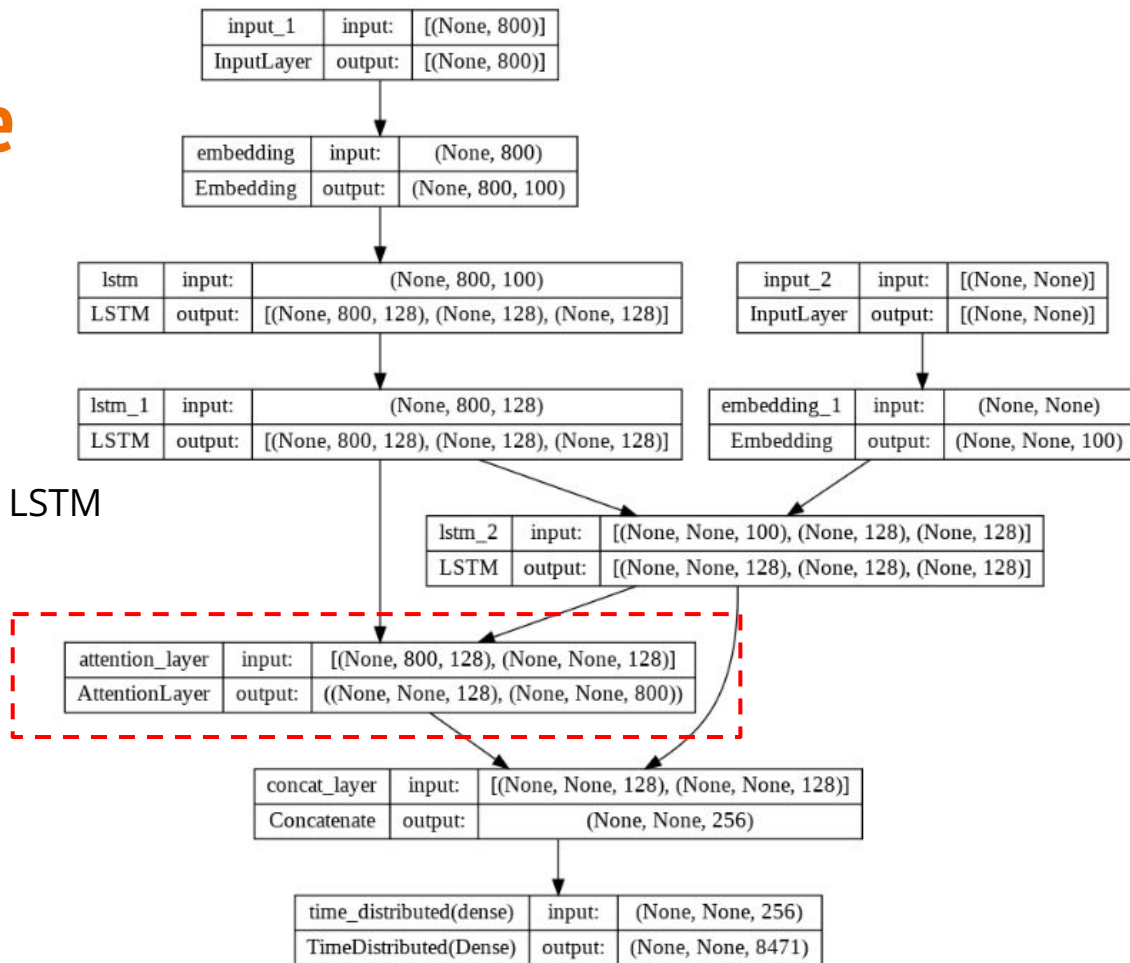 e
input_1 input: [(None, 800)]
InputLayer output: [(None, 800)]
embedding input: (None, 800)
Embedding output: (None, 800, 100)
lstm input: (None, 800, 100)
LSTM output: [(None, 800, 128), (None, 128), (None, 128)]
input_2 input: [(None, None)]
InputLayer output: [(None, None)]
lstm_1 input: (None, 800, 128)
LSTM output: [(None, 800, 128), (None, 128), (None, 128)]
embedding_1 input: (None, None)
Embedding output: (None, None, 100)
LSTM
lstm_2 input: [(None, None, 100), (None, 128), (None, 128)]
LSTM output: [(None, None, 128), (None, 128), (None, 128)]
attention_layer input: [(None, 800, 128), (None, None, 128)]
AttentionLayer output: ((None, None, 128), (None, None, 800))
concat_layer input: [(None, None, 128), (None, None, 128)]
Concatenate output: (None, None, 256)
time_distributed(dense) input: (None, None, 256)
TimeDistributed(Dense) output: (None, None, 8471)